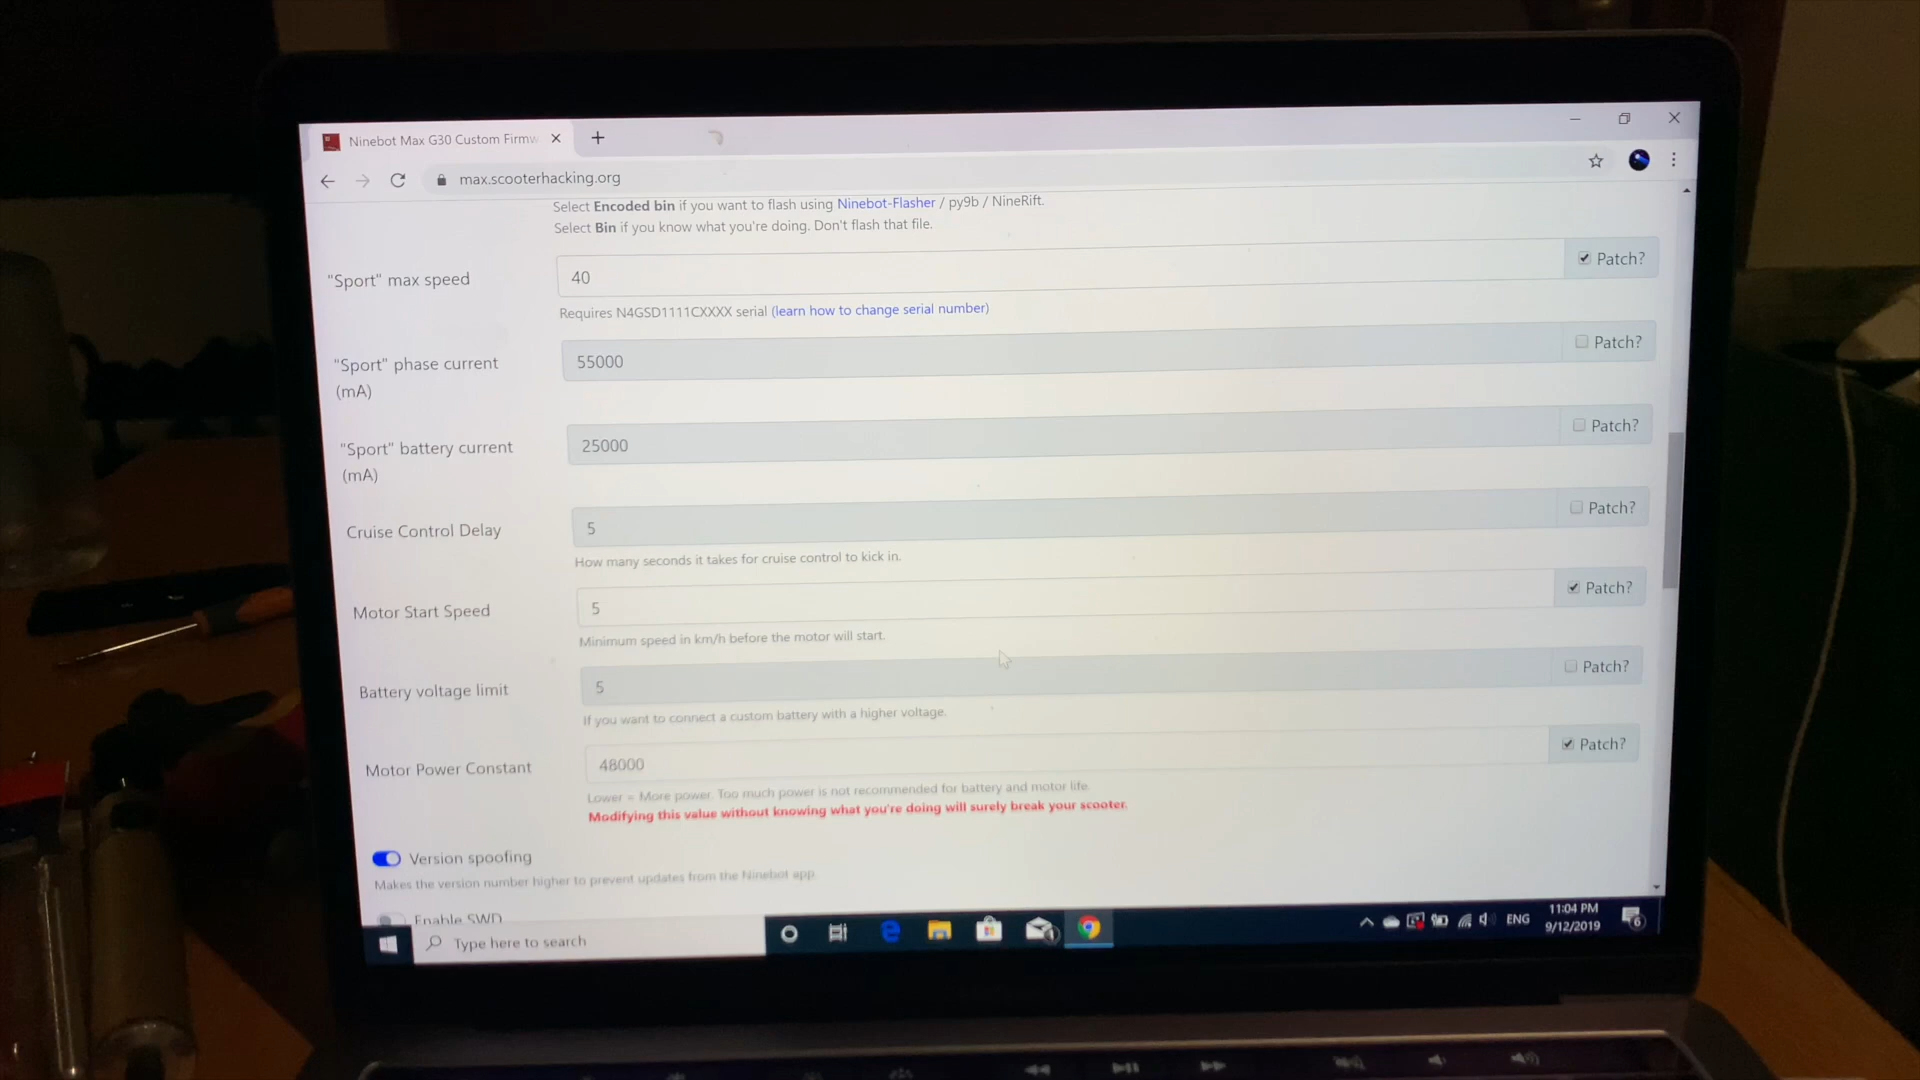 Ninebot Max G30 Custom Firmw
max.scooterhacking.org
Select Encoded bin if you want to flash using Ninebot-Flasher / py9b / NineRift.
Select Bin if you know what you're doing. Don't flash that file.
"Sport" max speed
40
Patch?
Requires N4GSD1111CXXXX serial (learn how to change serial number)
"Sport" phase current
(mA)
55000
Patch?
"Sport" battery current
(mA)
25000
Patch?
Cruise Control Delay
5
Patch?
How many seconds it takes for cruise control to kick in.
Motor Start Speed
5
Patch?
Minimum speed in km/h before the motor will start.
Battery voltage limit
5
Patch?
If you want to connect a custom battery with a higher voltage.
Motor Power Constant
48000
Patch?
Lower = More power. Too much power is not recommended for battery and motor life.
Modifying this value without knowing what you're doing will surely break your scooter.
Version spoofing
Makes the version number higher to prevent updates from the Ninebot app.
Enable SWD
Type here to search
ENG
11:04 PM
9/12/2019
6